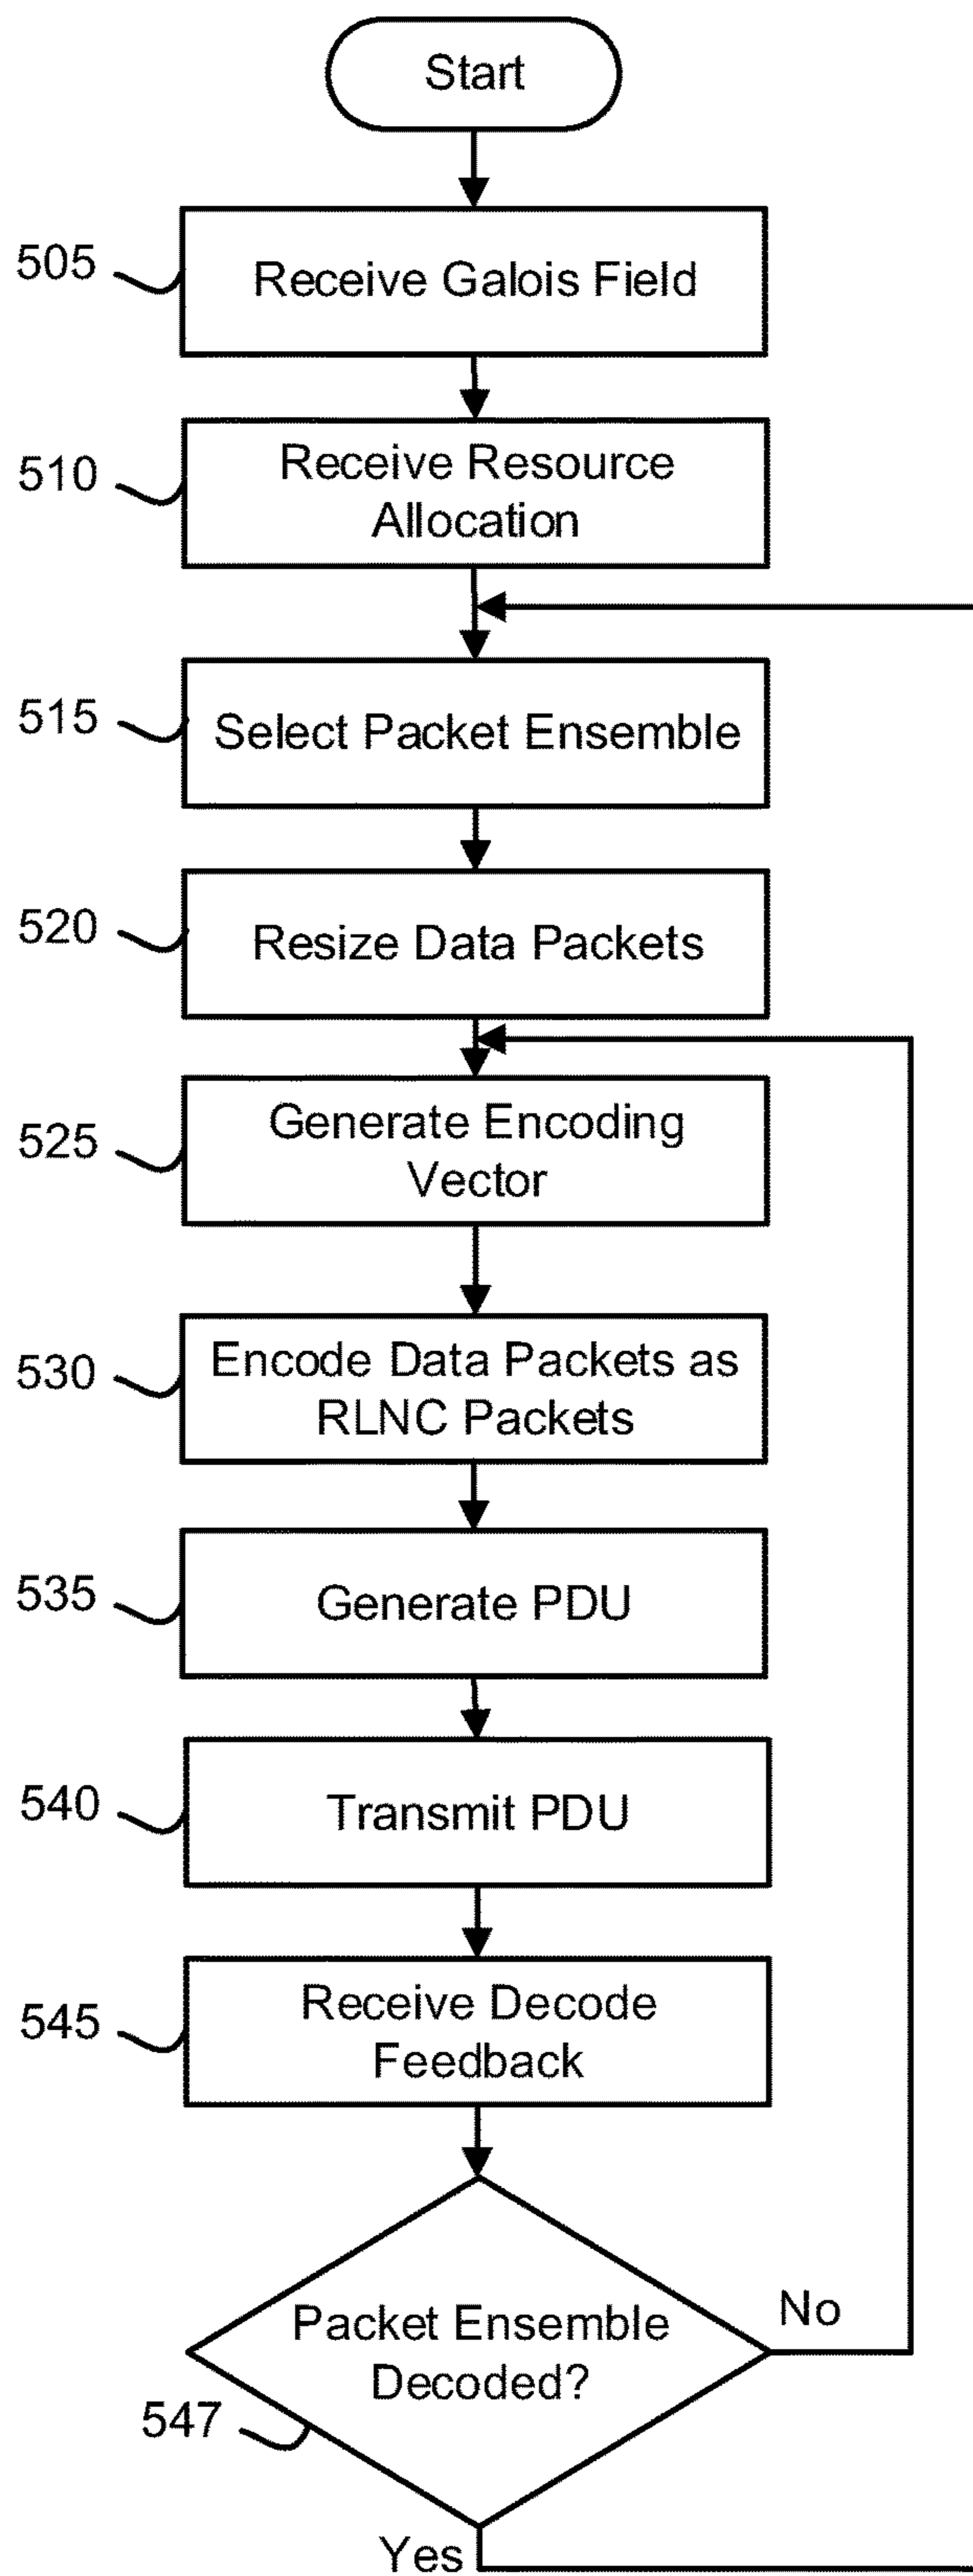 Start
505
Receive Galois Field
510
Receive Resource
Allocation
515
Select Packet Ensemble
520
Resize Data Packets
525
Generate Encoding
Vector
530
Encode Data Packets as
RLNC Packets
535
Generate PDU
540
Transmit PDU
545
Receive Decode
Feedback
Packet Ensemble
Decoded?
No
547
Yes